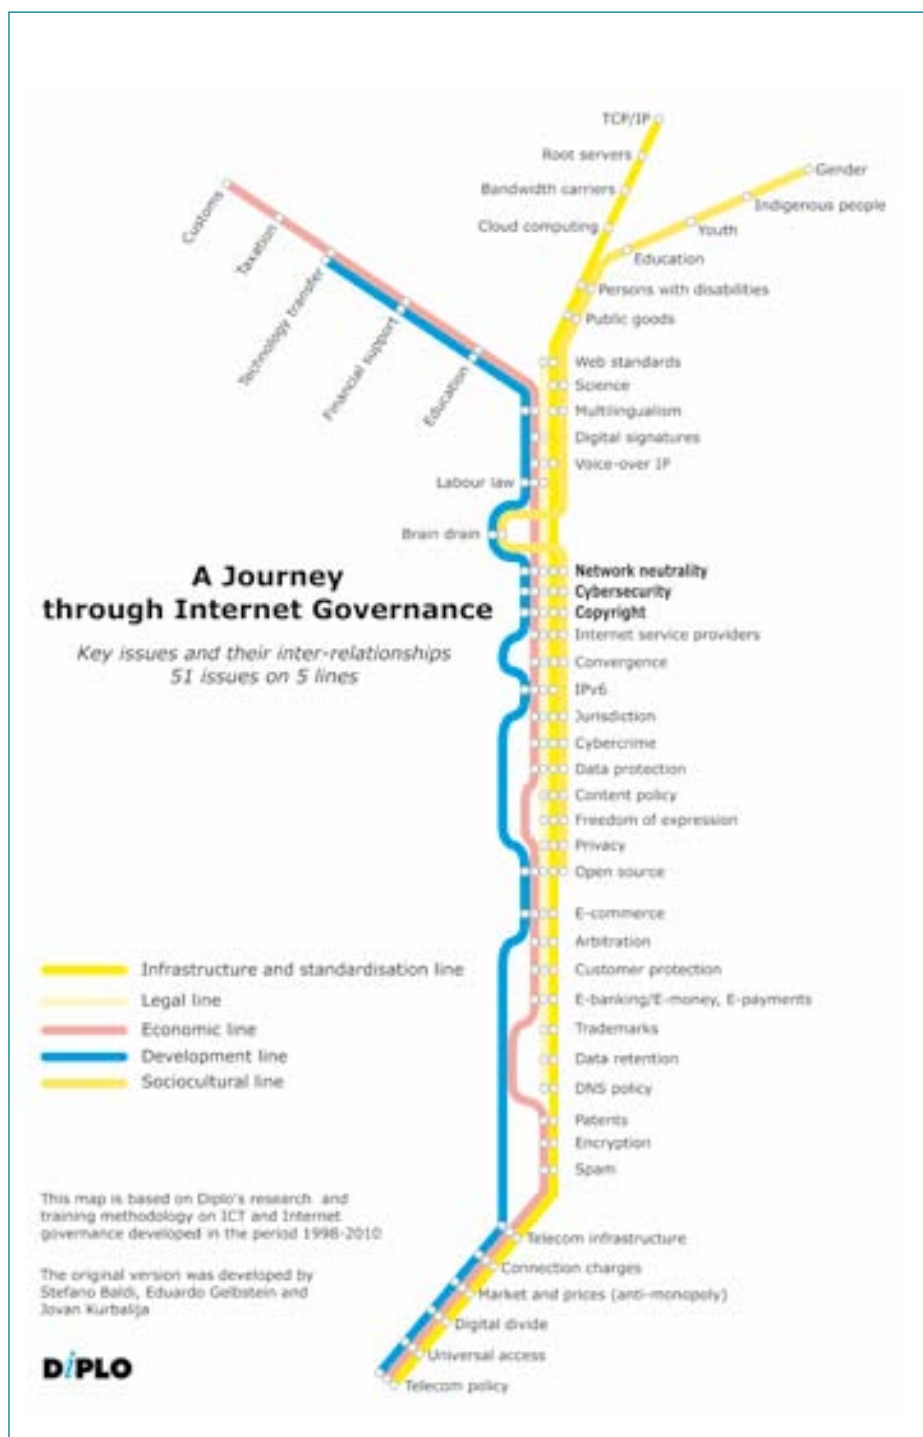 TCP/IP
Root servers
Bandwidth carriers
Cloud computing
Gender
Indigenous people
Youth
Education
Persons with disabilities
Public goods
Customs
Taxation
Technology transfer
Financial support
Education
Web standards
Science
Multilingualism
Digital signatures
Voice-over IP
Labour law
Brain drain
A Journey
through Internet Governance
Key issues and their inter-relationships
51 issues on 5 lines
Network neutrality
Cybersecurity
Copyright
Internet service providers
Convergence
IPv6
Jurisdiction
Cybercrime
Data protection
Content policy
Freedom of expression
Privacy
Open source
E-commerce
Arbitration
Customer protection
E-banking/E-money, E-payments
Trademarks
Data retention
DNS policy
Patents
Encryption
Spam
Infrastructure and standardisation line
Legal line
Economic line
Development line
Sociocultural line
Telecom infrastructure
Connection charges
Market and prices (anti-monopoly)
Digital divide
Universal access
Telecom policy
This map is based on Diplo's research and
training methodology on ICT and Internet
governance developed in the period 1998-2010
The original version was developed by
Stefano Baldi, Eduardo Gelbstein and
Jovan Kurbalija
DiPLO